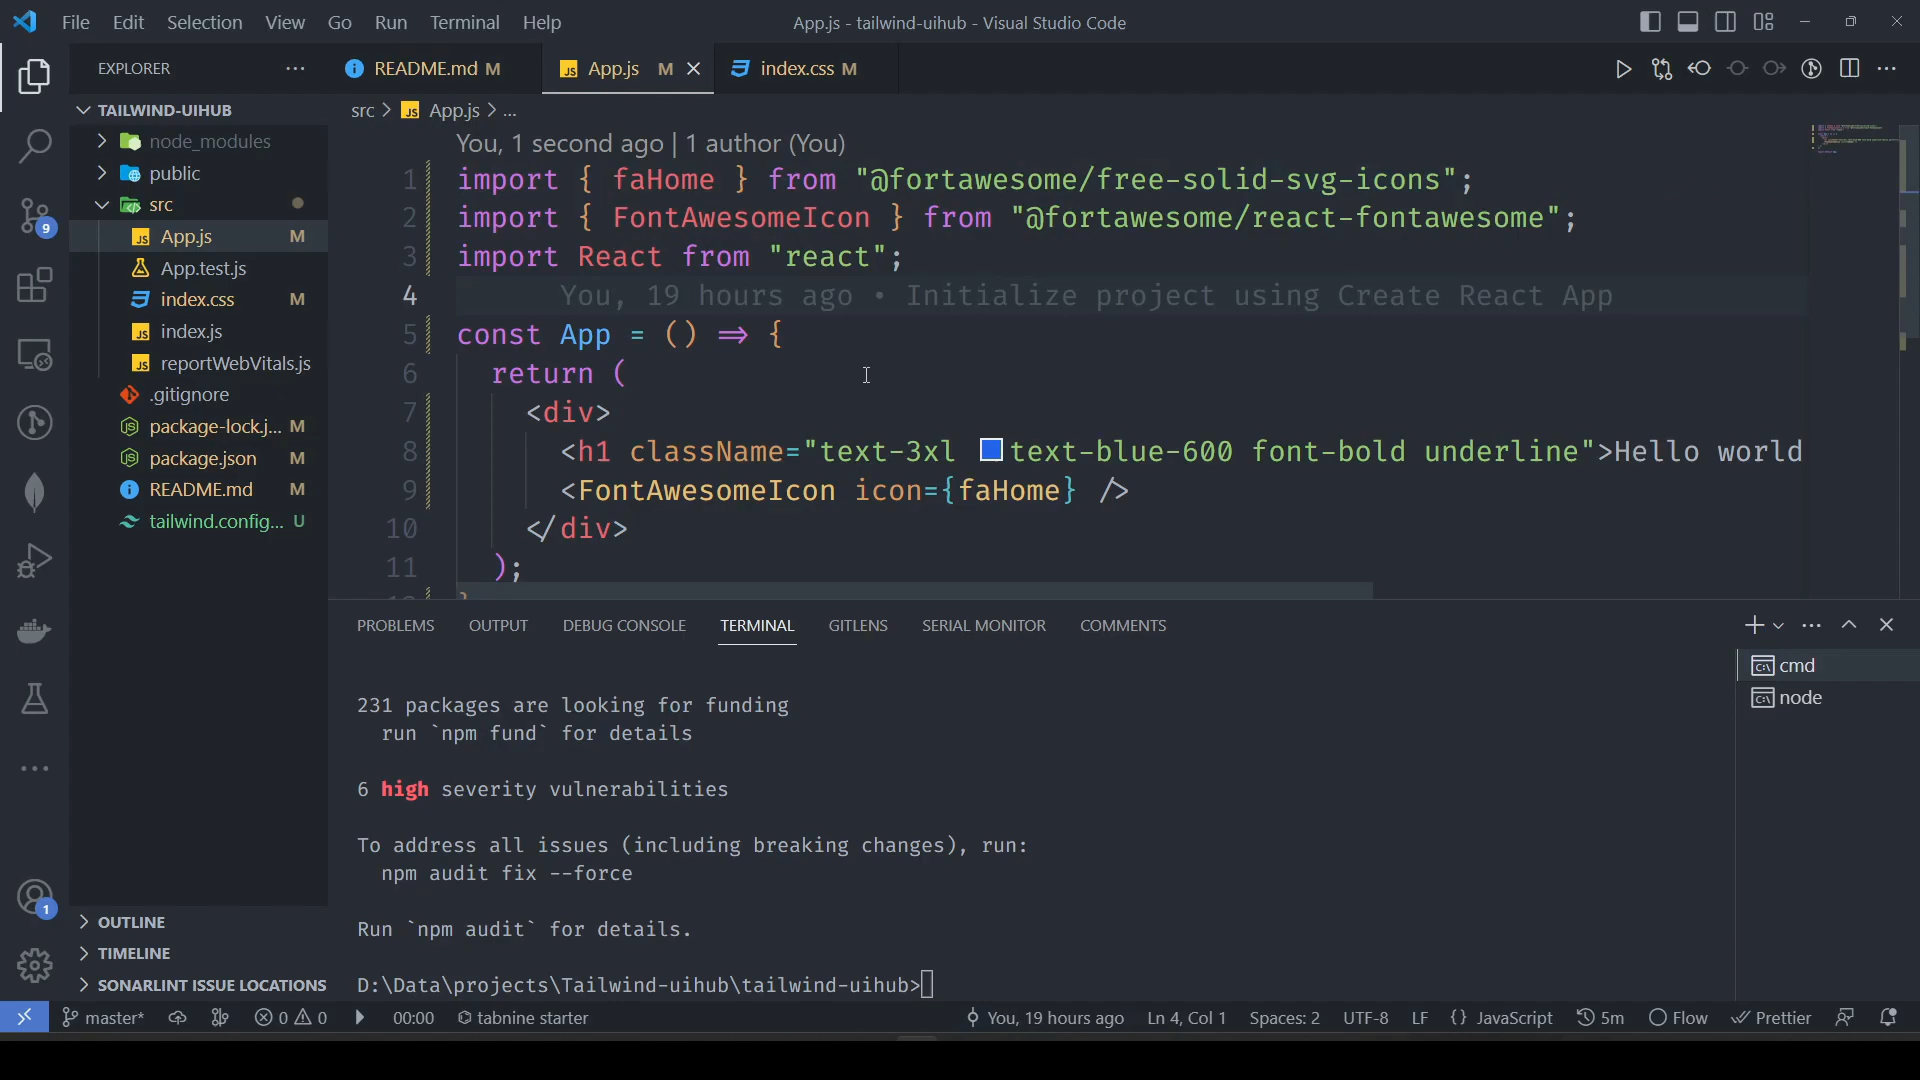 File Edit Selection View Go Run Terminal Help
App.js - tailwind-uihub - Visual Studio Code
EXPLORER
README.md M
App.js M
index.css M
TAILWIND-UIHUB
src > App.js > ...
node_modules
public
src
App.js M
App.test.js
index.css M
index.js
reportWebVitals.js
.gitignore
package-lock.j... M
package.json M
README.md M
tailwind.config... U
OUTLINE
TIMELINE
SONARLINT ISSUE LOCATIONS
9
1
You, 1 second ago | 1 author (You)
1 import { faHome } from "@fortawesome/free-solid-svg-icons";
2 import { FontAwesomeIcon } from "@fortawesome/react-fontawesome";
3 import React from "react";
4 You, 19 hours ago • Initialize project using Create React App
5 const App = () => {
6 return (
7 <div>
8 <h1 className="text-3xl text-blue-600 font-bold underline">Hello world
9 <FontAwesomeIcon icon={faHome} />
10 </div>
11 );
PROBLEMS OUTPUT DEBUG CONSOLE TERMINAL GITLENS SERIAL MONITOR COMMENTS
cmd
node
231 packages are looking for funding
run `npm fund` for details
6 high severity vulnerabilities
To address all issues (including breaking changes), run:
npm audit fix --force
Run `npm audit` for details.
D:\Data\projects\Tailwind-uihub\tailwind-uihub>
master* 0 0 00:00 tabnine starter You, 19 hours ago Ln 4, Col 1 Spaces: 2 UTF-8 LF {} JavaScript 5m Flow Prettier